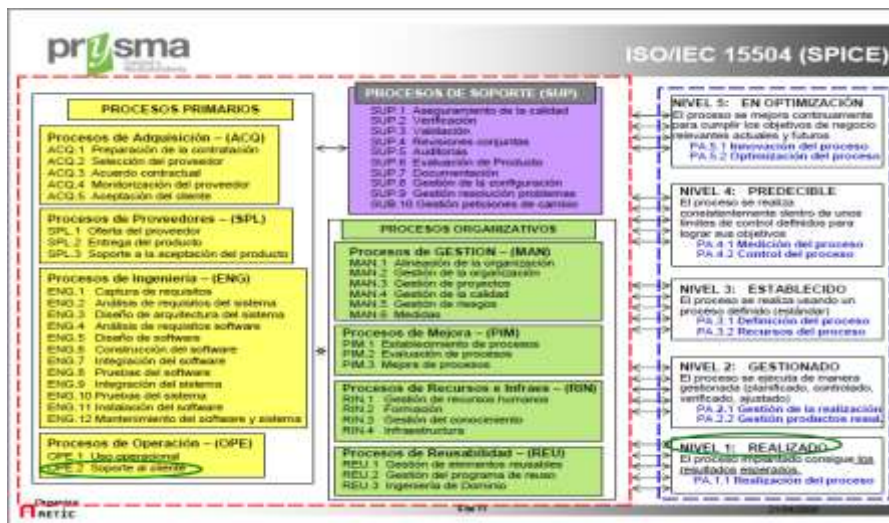 prysma
ISO/IEC 15504 (SPICE)
PROCESOS PRIMARIOS
Procesos de Adquisición – (ACQ)
ACQ.1 Preparación de la contratación
ACQ.2 Selección del proveedor
ACQ.3 Acuerdo contractual
ACQ.4 Monitorización del proveedor
ACQ.5 Aceptación del cliente
Procesos de Proveedores – (SPL)
SPL.1 Oferta del proveedor
SPL.2 Entrega del producto
SPL.3 Soporte a la aceptación del producto
Procesos de Ingeniería – (ENG)
ENG.1 Captura de requisitos
ENG.2 Análisis de requisitos del sistema
ENG.3 Diseño de arquitectura del sistema
ENG.4 Análisis de requisitos software
ENG.5 Diseño de software
ENG.6 Construcción del software
ENG.7 Integración del software
ENG.8 Pruebas del software
ENG.9 Integración del sistema
ENG.10 Pruebas del sistema
ENG.11 Instalación del software
ENG.12 Mantenimiento del software y sistema
Procesos de Operación – (OPE)
OPE.1 Uso operacional
OPE.2 Soporte al cliente
PROCESOS DE SOPORTE (SUP)
SUP.1 Aseguramiento de la calidad
SUP.2 Verificación
SUP.3 Validación
SUP.4 Revisiones conjuntas
SUP.5 Auditorías
SUP.6 Evaluación de Producto
SUP.7 Documentación
SUP.8 Gestión de la configuración
SUP.9 Gestión resolución problemas
SUB.10 Gestión peticiones de cambio
PROCESOS ORGANIZATIVOS
Procesos de GESTION – (MAN)
MAN.1 Alineación de la organización
MAN.2 Gestión de la organización
MAN.3 Gestión de proyectos
MAN.4 Gestión de la calidad
MAN.5 Gestión de riesgos
MAN.6 Medidas
Procesos de Mejora – (PIM)
PIM.1 Establecimiento de procesos
PIM.2 Evaluación de procesos
PIM.3 Mejora de procesos
Procesos de Recursos e Infraes – (RIN)
RIN.1 Gestión de recursos humanos
RIN.2 Formación
RIN.3 Gestión del conocimiento
RIN.4 Infraestructura
Procesos de Reusabilidad – (REU)
REU.1 Gestión de elementos reusables
REU.2 Gestión del programa de reuso
REU.3 Ingeniería de Dominio
NIVEL 5: EN OPTIMIZACIÓN
El proceso se mejora continuamente
para cumplir los objetivos de negocio
relevantes actuales y futuros
PA.5.1 Innovación del proceso
PA.5.2 Optimización del proceso
NIVEL 4: PREDECIBLE
El proceso se realiza
consistentemente dentro de unos
límites de control definidos para
lograr sus objetivos
PA.4.1 Medición del proceso
PA.4.2 Control del proceso
NIVEL 3: ESTABLECIDO
El proceso se realiza usando un
proceso definido (estándar)
PA.3.1 Definición del proceso
PA.3.2 Recursos del proceso
NIVEL 2: GESTIONADO
El proceso se ejecuta de manera
gestionada (planificado, controlado,
verificado, ajustado)
PA.2.1 Gestión de la realización
PA.2.2 Gestión productos resul.
NIVEL 1: REALIZADO
El proceso implantado consigue los
resultados esperados
PA.1.1 Realización del proceso
Organiza